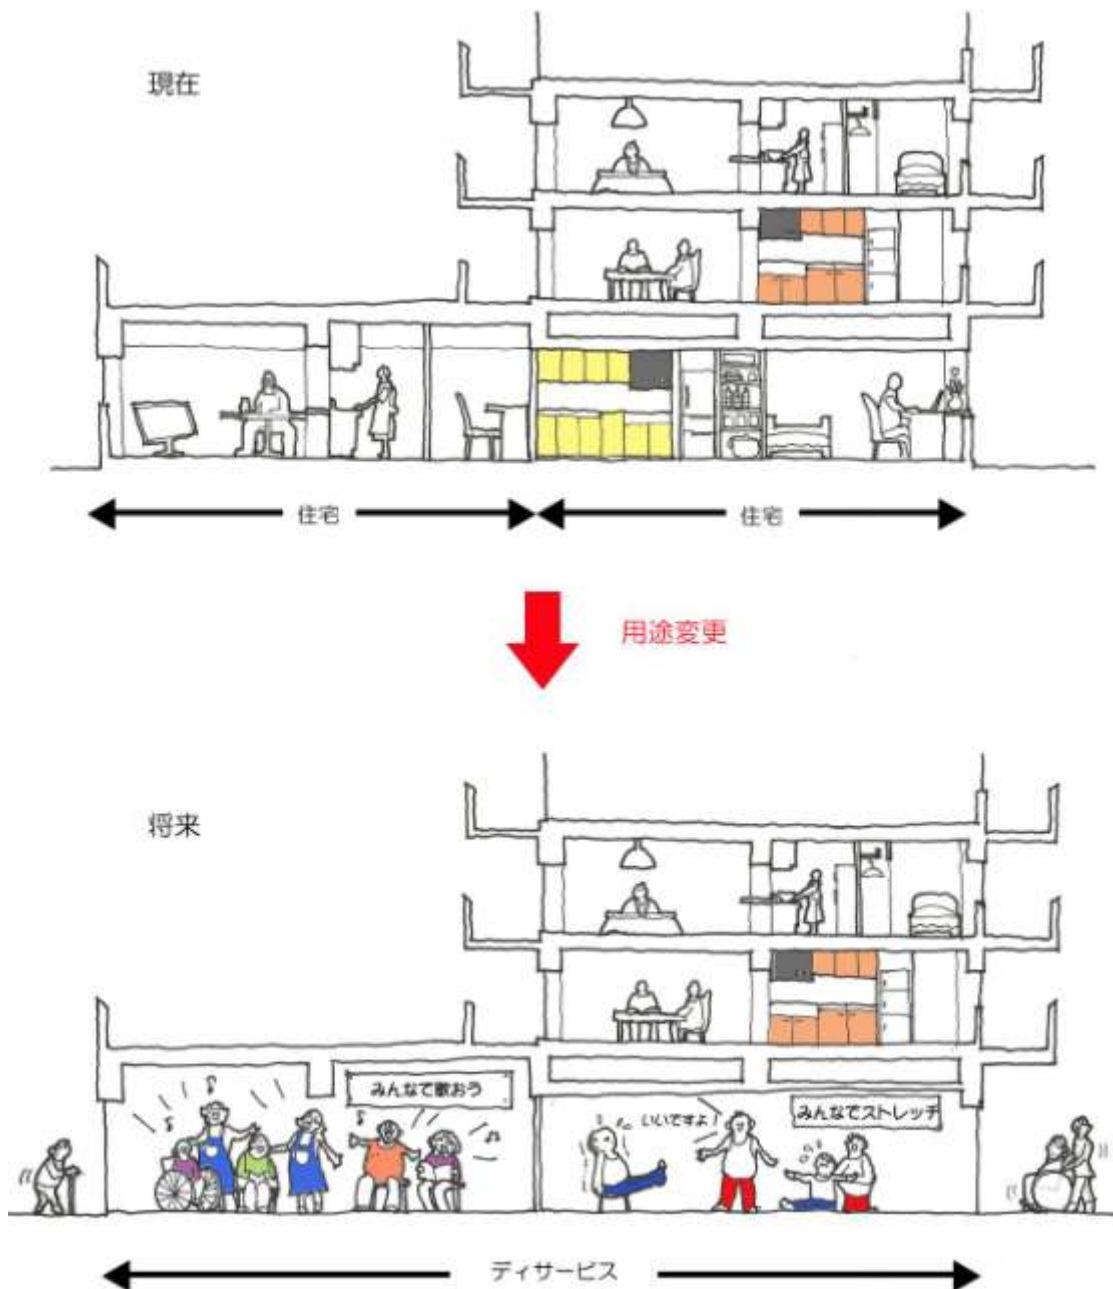 現在
住宅
住宅
用途変更
将来
みんなで歌おう
いいですよ!
みんなでストレッチ
ディサービス